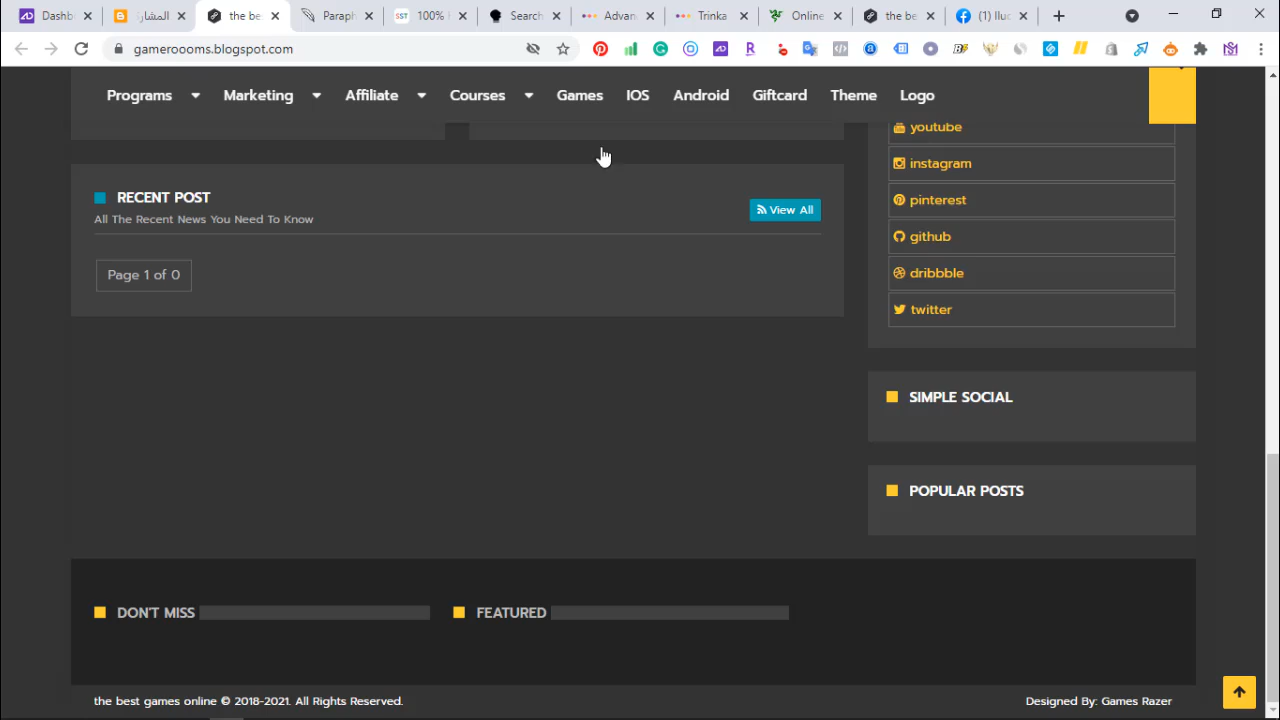 Dashb
المشار
the be
Paraph
SST 100%
Search
Advan
Trinka
Online
the be
(1) lluc
gameroooms.blogspot.com
Programs Marketing Affiliate Courses Games IOS Android Giftcard Theme Logo
youtube
instagram
pinterest
github
dribbble
twitter
RECENT POST
All The Recent News You Need To Know
View All
Page 1 of 0
SIMPLE SOCIAL
POPULAR POSTS
DON'T MISS
FEATURED
the best games online © 2018-2021. All Rights Reserved.
Designed By: Games Razer